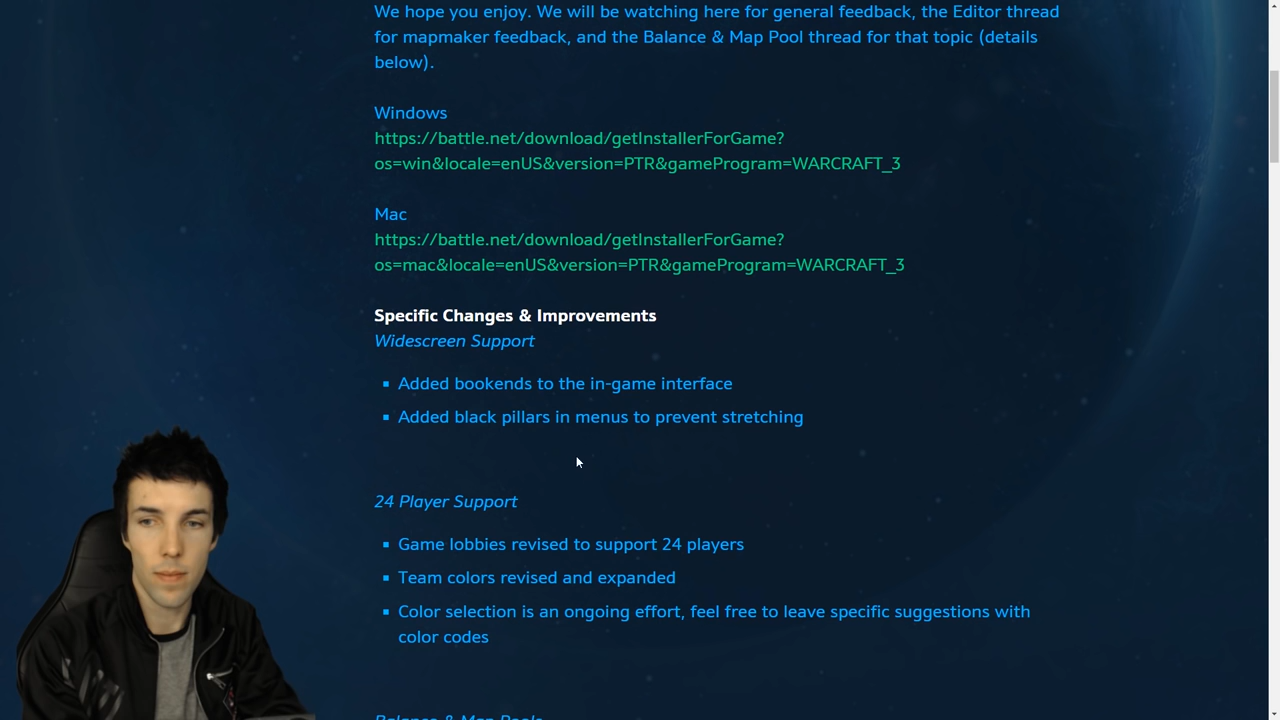 We hope you enjoy. We will be watching here for general feedback, the Editor thread
for mapmaker feedback, and the Balance & Map Pool thread for that topic (details
below).
Windows
https://battle.net/download/getInstallerForGame?
os=win&locale=enUS&version=PTR&gameProgram=WARCRAFT_3
Mac
https://battle.net/download/getInstallerForGame?
os=mac&locale=enUS&version=PTR&gameProgram=WARCRAFT_3
Specific Changes & Improvements
Widescreen Support
▪ Added bookends to the in-game interface
▪ Added black pillars in menus to prevent stretching
24 Player Support
▪ Game lobbies revised to support 24 players
▪ Team colors revised and expanded
▪ Color selection is an ongoing effort, feel free to leave specific suggestions with
color codes
Balance & Map Pools